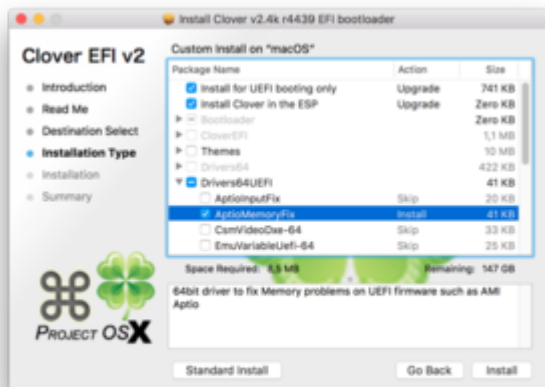 Install Clover v2.4k r4439 EFI bootloader
Clover EFI v2
Custom Install on "macOS"
Package Name Action Size
Install for UEFI booting only Upgrade 741 KB
Install Clover in the ESP Upgrade Zero KB
Bootloader Zero KB
CloverEFI 1,1 MB
Themes 10 MB
Drivers64 422 KB
Drivers64UEFI 41 KB
AptioInputFix Skip 20 KB
AptioMemoryFix Install 41 KB
CsmVideoDxe-64 Skip 33 KB
EmuVariableUefi-64 Skip 25 KB
Introduction
Read Me
Destination Select
Installation Type
Installation
Summary
Space Required: 8,5 MB Remaining: 147 GB
64bit driver to fix Memory problems on UEFI firmware such as AMI
Aptio
PROJECT OSX
Standard Install Go Back Install